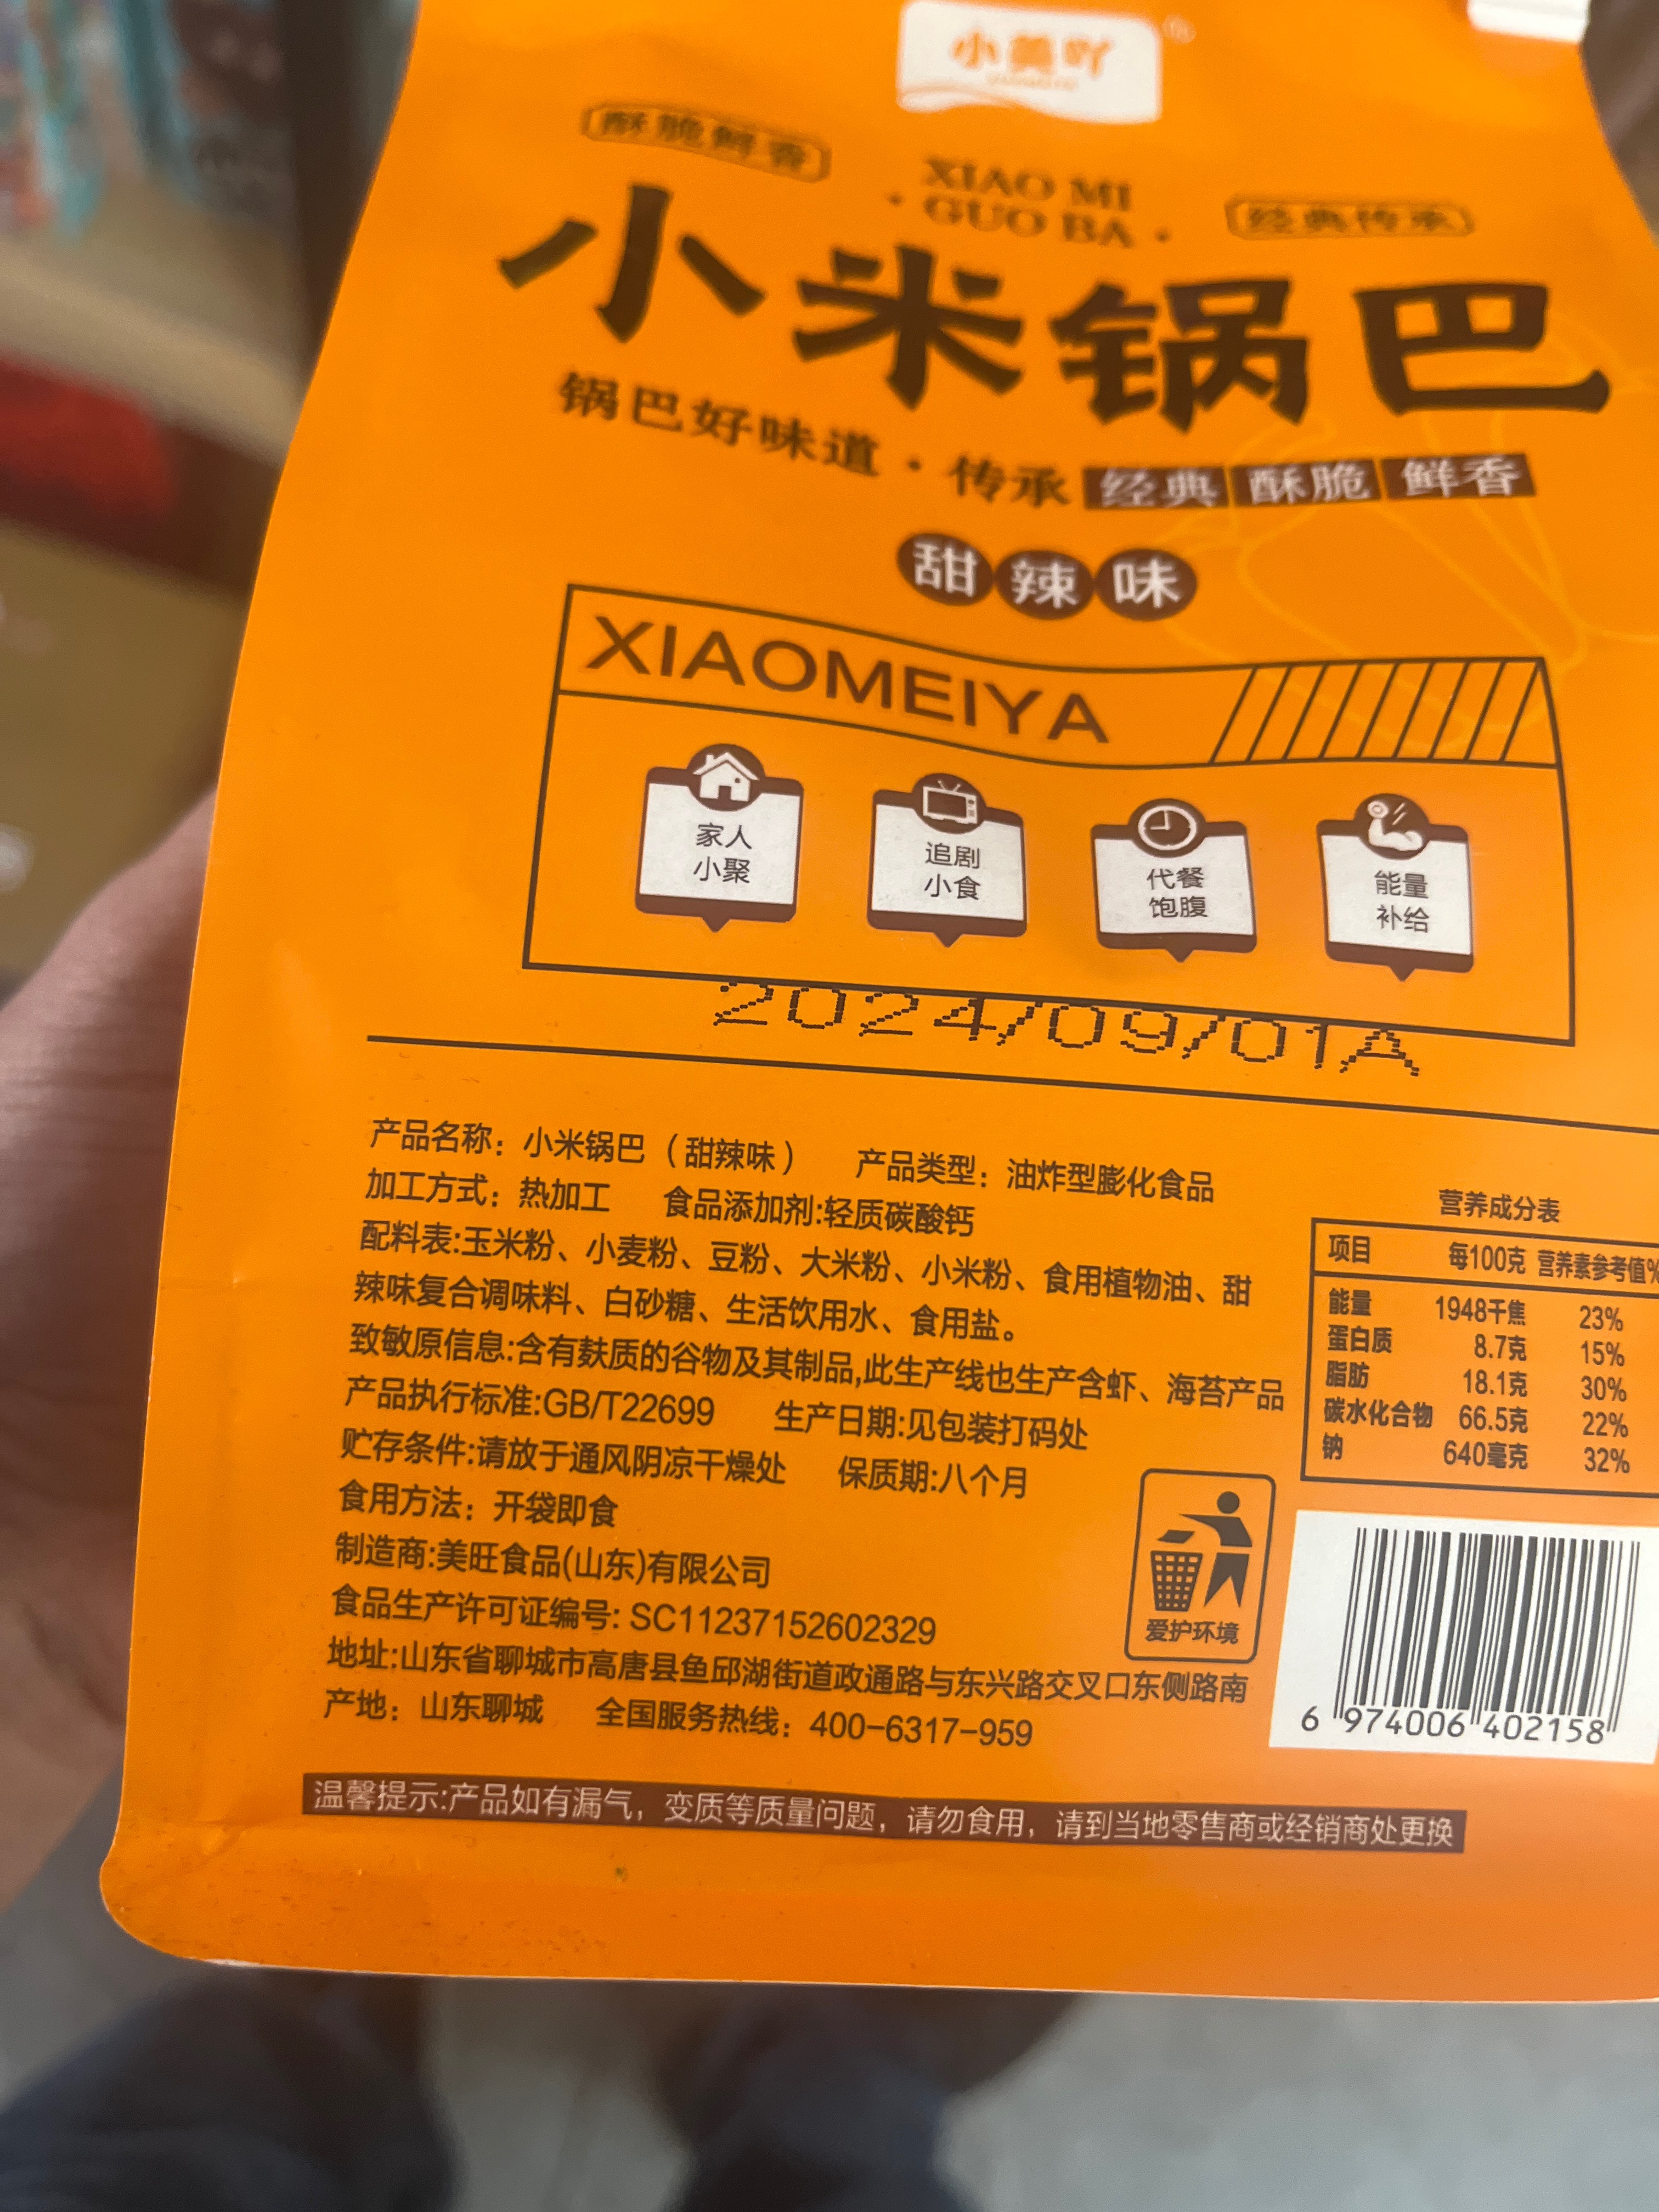 小美吖
酥脆鲜香
XIAO MI
· GUO BA ·
经典传承
小米锅巴
锅巴好味道·传承 经典 酥脆 鲜香
甜辣味
XIAOMEIYA
家人
小聚
追剧
小食
代餐
饱腹
能量
补给
2024/09/01A
产品名称：小米锅巴（甜辣味） 产品类型：油炸型膨化食品
加工方式：热加工 食品添加剂:轻质碳酸钙
配料表:玉米粉、小麦粉、豆粉、大米粉、小米粉、食用植物油、甜
辣味复合调味料、白砂糖、生活饮用水、食用盐。
致敏原信息:含有麸质的谷物及其制品,此生产线也生产含虾、海苔产品
产品执行标准:GB/T22699 生产日期:见包装打码处
贮存条件:请放于通风阴凉干燥处 保质期:八个月
食用方法：开袋即食
制造商:美旺食品(山东)有限公司
食品生产许可证编号: SC11237152602329
地址:山东省聊城市高唐县鱼邱湖街道政通路与东兴路交叉口东侧路南
产地：山东聊城 全国服务热线：400-6317-959
营养成分表
项目 每100克 营养素参考值%
能量 1948千焦 23%
蛋白质 8.7克 15%
脂肪 18.1克 30%
碳水化合物 66.5克 22%
钠 640毫克 32%
爱护环境
6 974006 402158
温馨提示:产品如有漏气，变质等质量问题，请勿食用，请到当地零售商或经销商处更换